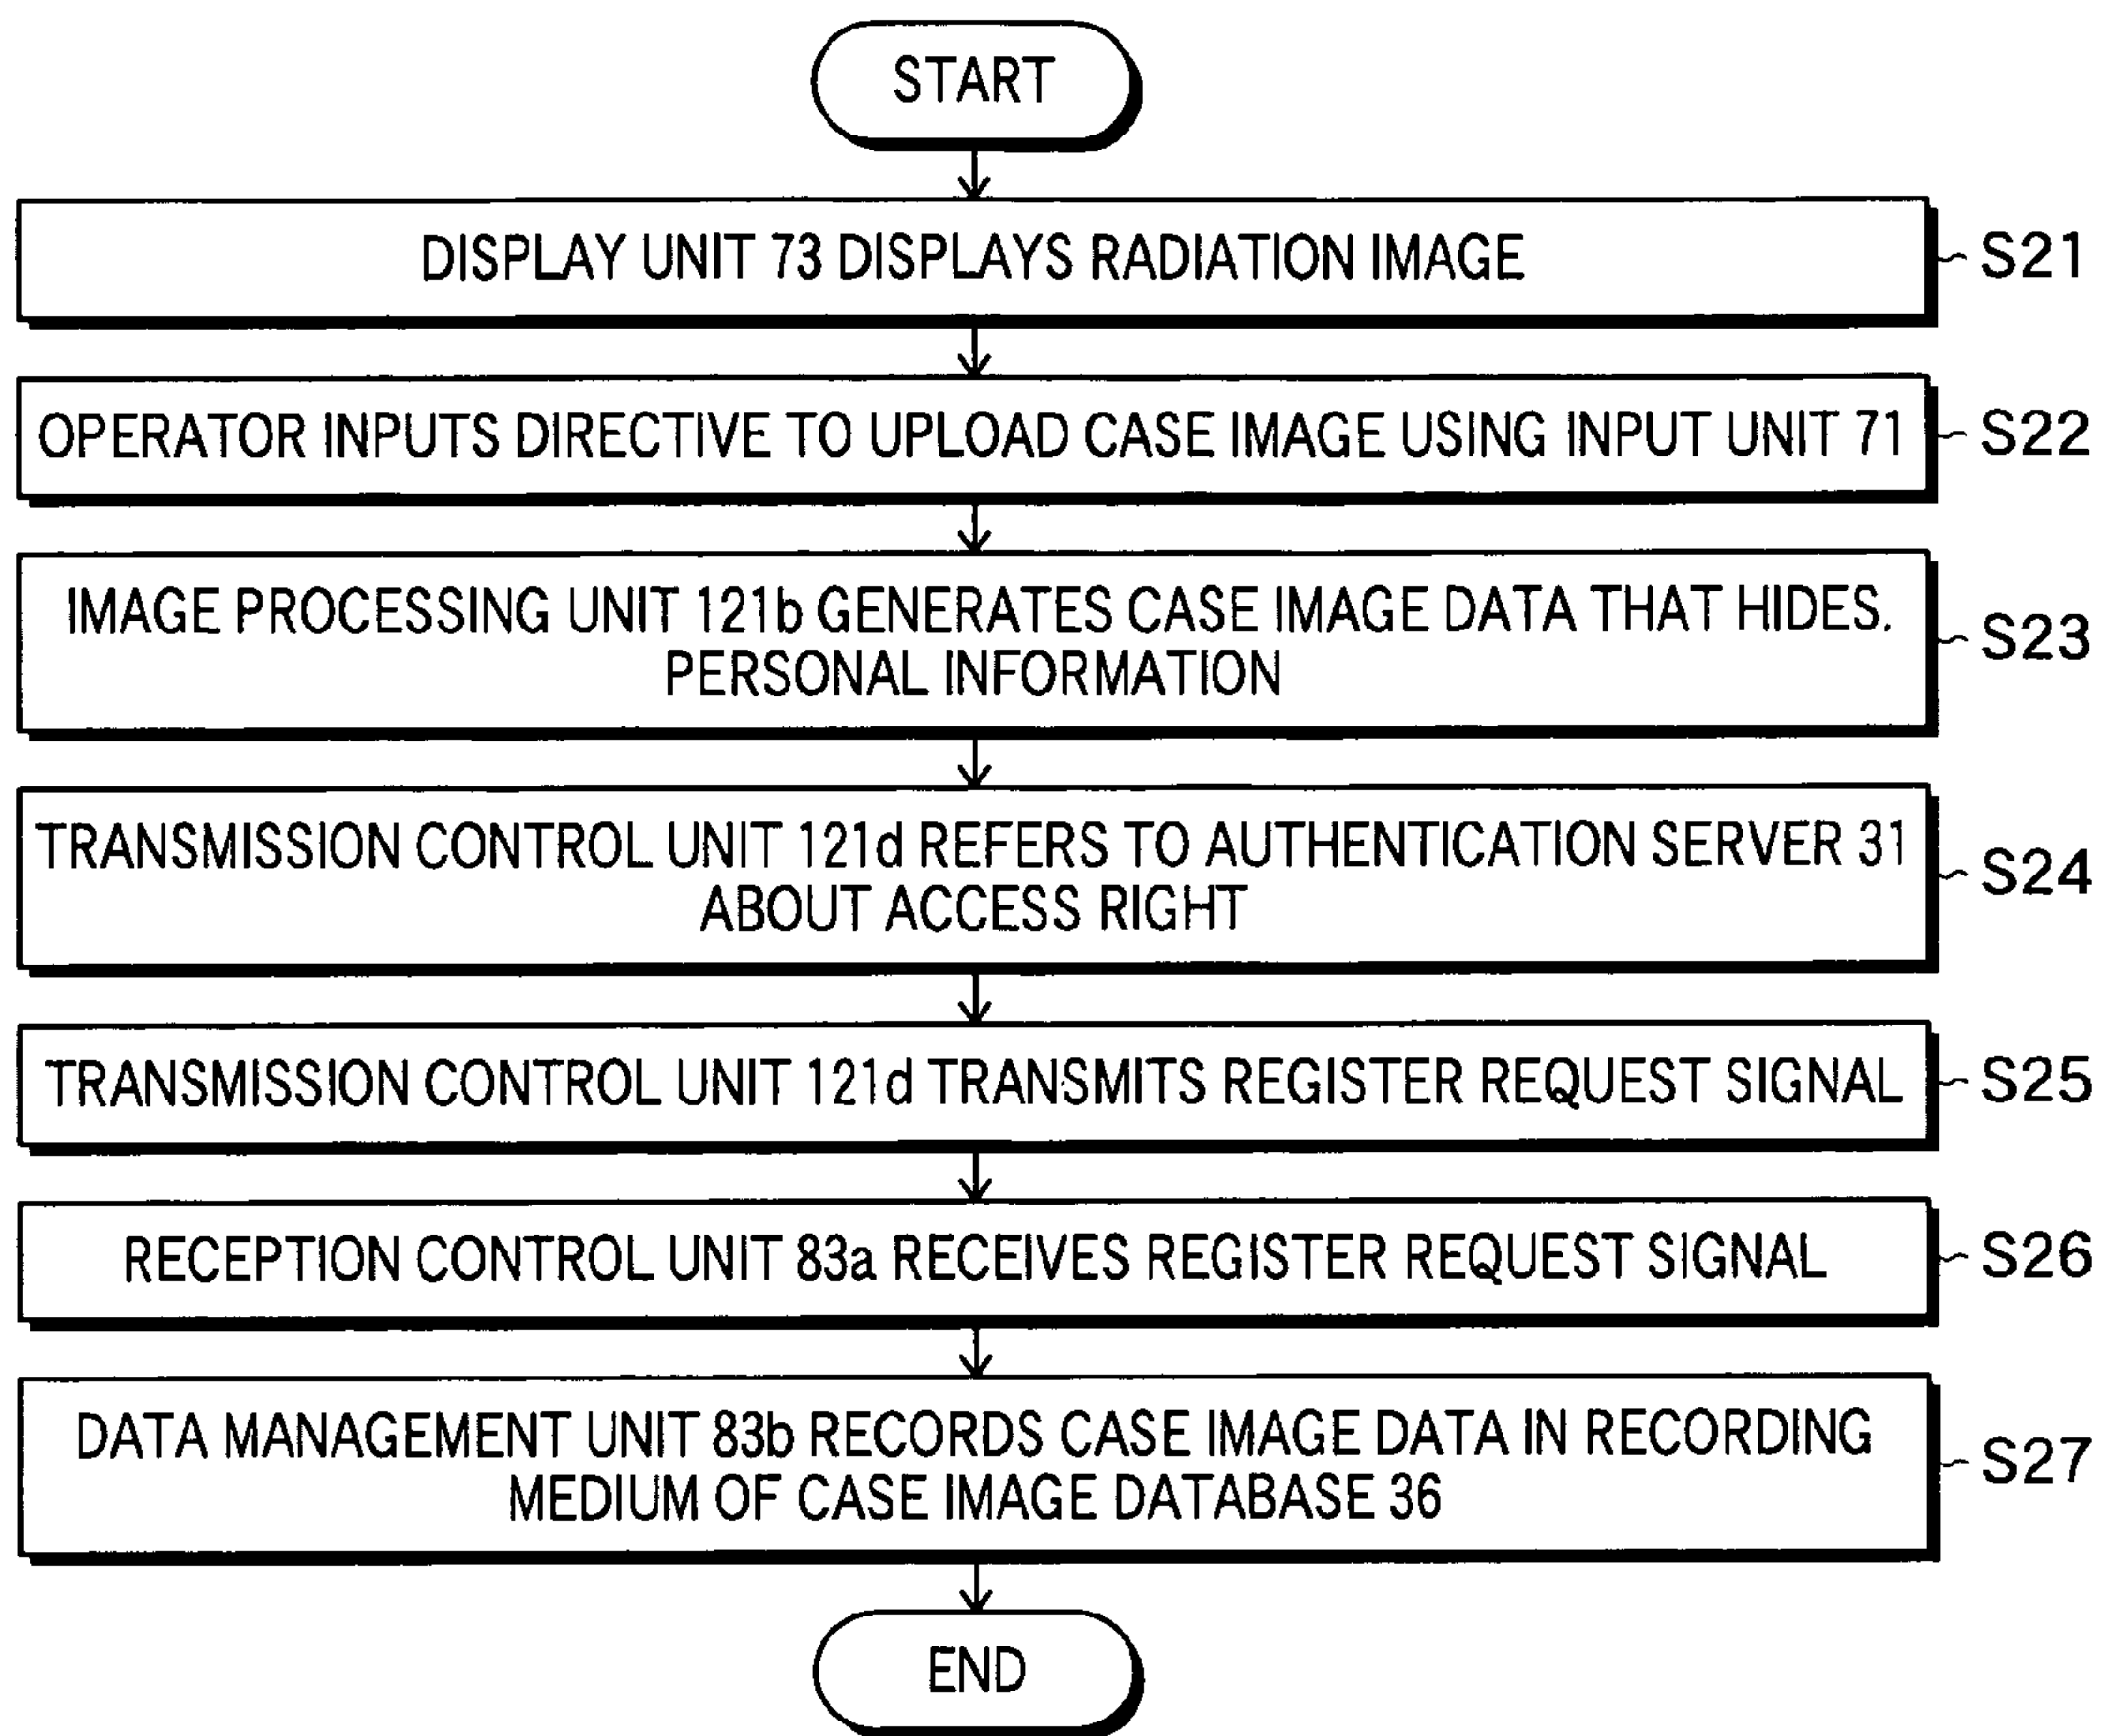 START
DISPLAY UNIT 73 DISPLAYS RADIATION IMAGE
S21
OPERATOR INPUTS DIRECTIVE TO UPLOAD CASE IMAGE USING INPUT UNIT 71
S22
IMAGE PROCESSING UNIT 121b GENERATES CASE IMAGE DATA THAT HIDES.
PERSONAL INFORMATION
S23
TRANSMISSION CONTROL UNIT 121d REFERS TO AUTHENTICATION SERVER 31
ABOUT ACCESS RIGHT
S24
TRANSMISSION CONTROL UNIT 121d TRANSMITS REGISTER REQUEST SIGNAL
S25
RECEPTION CONTROL UNIT 83a RECEIVES REGISTER REQUEST SIGNAL
S26
DATA MANAGEMENT UNIT 83b RECORDS CASE IMAGE DATA IN RECORDING
MEDIUM OF CASE IMAGE DATABASE 36
S27
END